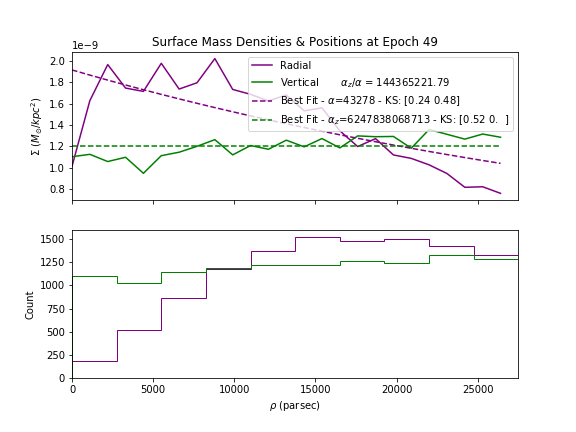 Surface Mass Densities & Positions at Epoch 49
1e−9
2.0
1.8
1.6
1.4
1.2
1.0
0.8
Σ (M⊙/kpc²)
Radial
Vertical αz/α = 144365221.79
Best Fit - α=43278 - KS: [0.24 0.48]
Best Fit - αz=6247838068713 - KS: [0.52 0. ]
1500
1250
1000
750
500
250
0
Count
0 5000 10000 15000 20000 25000
ρ (parsec)